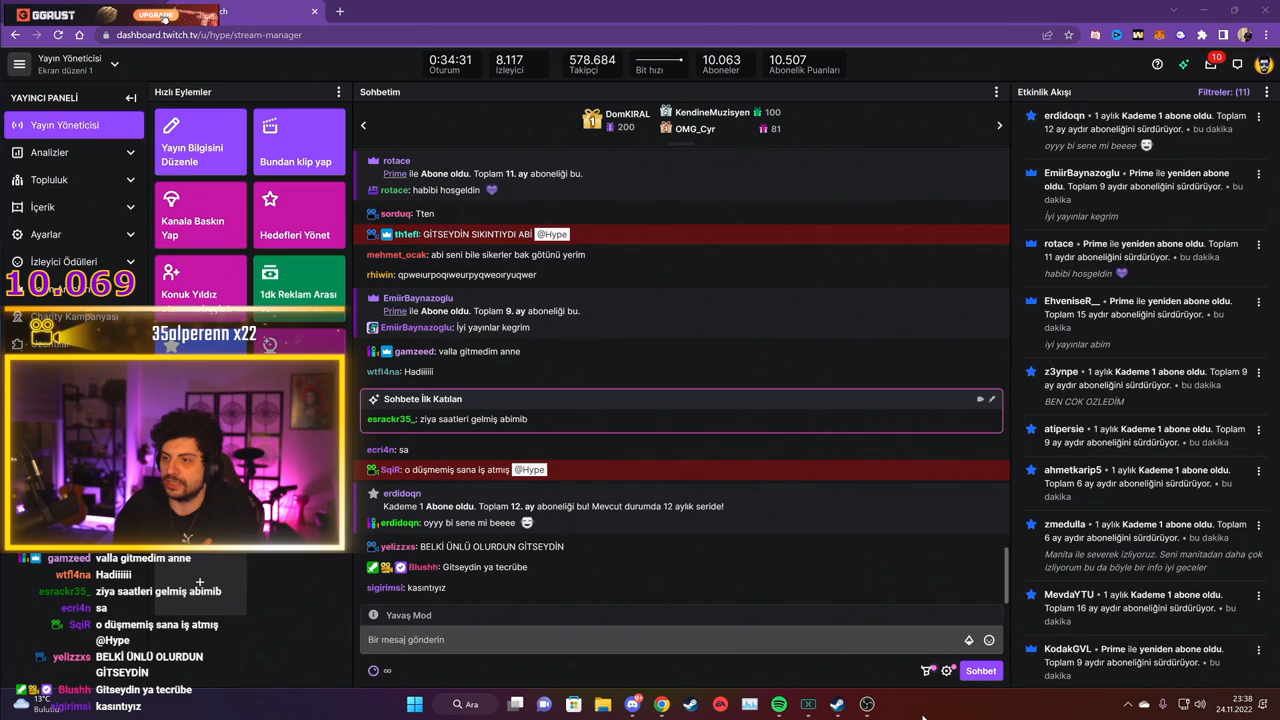 GGRUST
UPGRADE
ch
dashboard.twitch.tv/u/hype/stream-manager
Yayın Yöneticisi
Ekran düzeni 1
0:34:31
Oturum
8.117
İzleyici
578.684
Takipçi
Bit hızı
10.063
Aboneler
10.507
Abonelik Puanları
10
YAYINCI PANELİ
Yayın Yöneticisi
Analizler
Topluluk
İçerik
Ayarlar
İzleyici Ödülleri
10.069
Charity Kampanyası
35alperenn x22
Hızlı Eylemler
Yayın Bilgisini
Düzenle
Bundan klip yap
Kanala Baskın
Yap
Hedefleri Yönet
Konuk Yıldız
1dk Reklam Arası
gamzeed valla gitmedim anne
wtfl4na Hadiiiiii
esrackr35_ ziya saatleri gelmiş abimib
ecri4n sa
SqiR o düşmemiş sana iş atmış
@Hype
yelizzxs BELKİ ÜNLÜ OLURDUN
GİTSEYDİN
Blushh Gitseydin ya tecrübe
sigirimsi kasıntıyız
Sohbetim
1
DomKIRAL
200
2 KendineMuzisyen 100
3 OMG_Cyr 81
rotace
Prime ile Abone oldu. Toplam 11. ay aboneliği bu.
rotace: habibi hosgeldin
sorduq: Tten
th1efl: GİTSEYDİN SIKINTIYDI ABİ @Hype
mehmet_ocak: abi seni bile sikerler bak götünü yerim
rhiwin: qpweurpoqiweurpyqweoryuqwer
EmiirBaynazoglu
Prime ile Abone oldu. Toplam 9. ay aboneliği bu.
EmiirBaynazoglu: İyi yayınlar kegrim
gamzeed: valla gitmedim anne
wtfl4na: Hadiiiiii
Sohbete İlk Katılan
esrackr35_: ziya saatleri gelmiş abimib
ecri4n: sa
SqiR: o düşmemiş sana iş atmış @Hype
erdidoqn
Kademe 1 Abone oldu. Toplam 12. ay aboneliği bu! Mevcut durumda 12 aylık seride!
erdidoqn: oyyy bi sene mi beeee
yelizzxs: BELKİ ÜNLÜ OLURDUN GİTSEYDİN
Blushh: Gitseydin ya tecrübe
sigirimsi: kasıntıyız
Yavaş Mod
Bir mesaj gönderin
∞
Sohbet
Etkinlik Akışı
Filtreler: (11)
erdidoqn • 1 aylık Kademe 1 abone oldu. Toplam
12 ay aydır aboneliğini sürdürüyor. • bu dakika
oyyy bi sene mi beeee
EmiirBaynazoglu • Prime ile yeniden abone
oldu. Toplam 9 aydır aboneliğini sürdürüyor. • bu
dakika
İyi yayınlar kegrim
rotace • Prime ile yeniden abone oldu. Toplam
11 aydır aboneliğini sürdürüyor. • bu dakika
habibi hosgeldin
EhveniseR__ • Prime ile yeniden abone oldu.
Toplam 15 aydır aboneliğini sürdürüyor. • bu
dakika
iyi yayınlar abim
z3ynpe • 1 aylık Kademe 1 abone oldu. Toplam 9
ay aydır aboneliğini sürdürüyor. • bu dakika
BEN COK OZLEDİM
atipersie • 1 aylık Kademe 1 abone oldu. Toplam
9 ay aydır aboneliğini sürdürüyor. • bu dakika
ahmetkarip5 • 1 aylık Kademe 1 abone oldu.
Toplam 6 ay aydır aboneliğini sürdürüyor. • bu
dakika
zmedulla • 1 aylık Kademe 1 abone oldu. Toplam
6 ay aydır aboneliğini sürdürüyor. • bu dakika
Manita ile severek izliyoruz. Seni manitadan daha çok
izliyorum bu da böyle bir info iyi geceler
MevdaYTU • 1 aylık Kademe 1 abone oldu.
Toplam 16 ay aydır aboneliğini sürdürüyor. • bu
dakika
KodakGVL • Prime ile yeniden abone oldu.
Toplam 9 aydır aboneliğini sürdürüyor. • bu
dakika
13°C
Bulutlu
Ara
23:38
24.11.2022